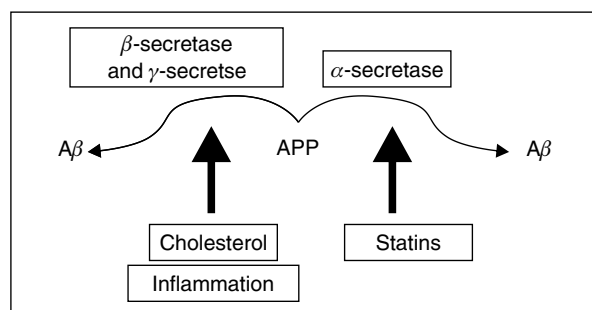 β-secretase
and γ-secretse
α-secretase
Aβ
APP
Aβ
Cholesterol
Statins
Inflammation